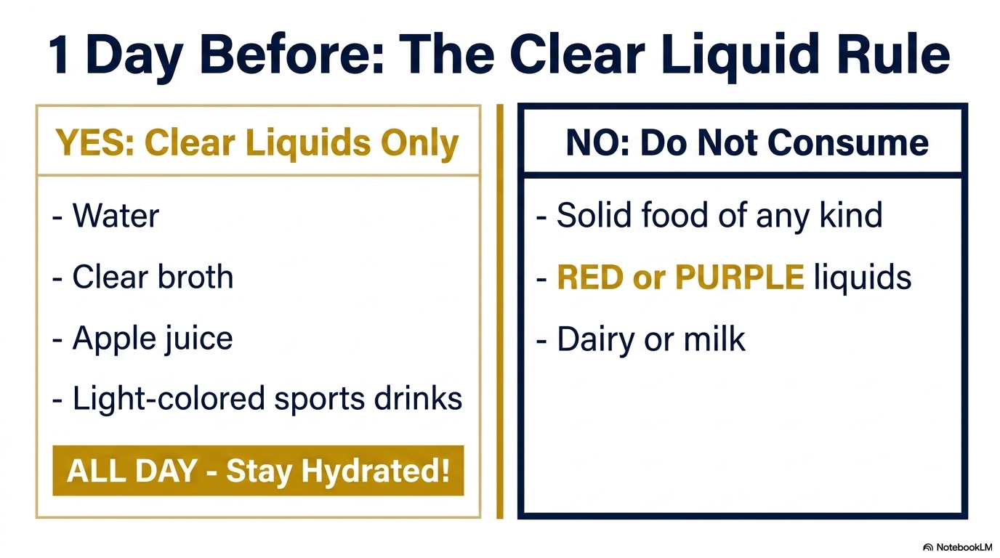 1 Day Before: The Clear Liquid Rule
YES: Clear Liquids Only
- Water
- Clear broth
- Apple juice
- Light-colored sports drinks
ALL DAY - Stay Hydrated!
NO: Do Not Consume
- Solid food of any kind
- RED or PURPLE liquids
- Dairy or milk
NotebookLM